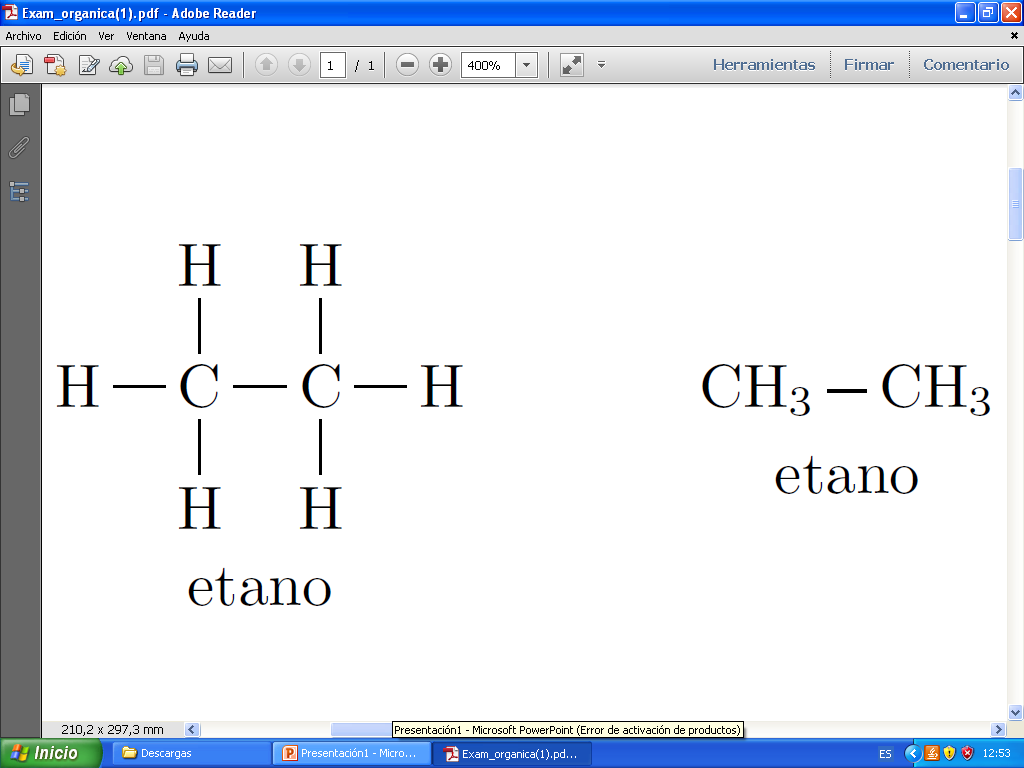 Exam_organica(1).pdf - Adobe Reader
Archivo Edición Ver Ventana Ayuda
1 / 1 400% Herramientas Firmar Comentario
H H
H C C H
H H
etano
CH₃ — CH₃
etano
210,2 x 297,3 mm
Presentación1 - Microsoft PowerPoint (Error de activación de productos)
Inicio Descargas Presentación1 - Micro... Exam_organica(1).pd... ES 12:53